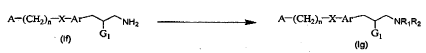 A—(CH₂)ₙ—X—Ar NH₂ G₁ A—(CH₂)ₙ—X—Ar NR₁R₂ G₁
(If) (Ig)